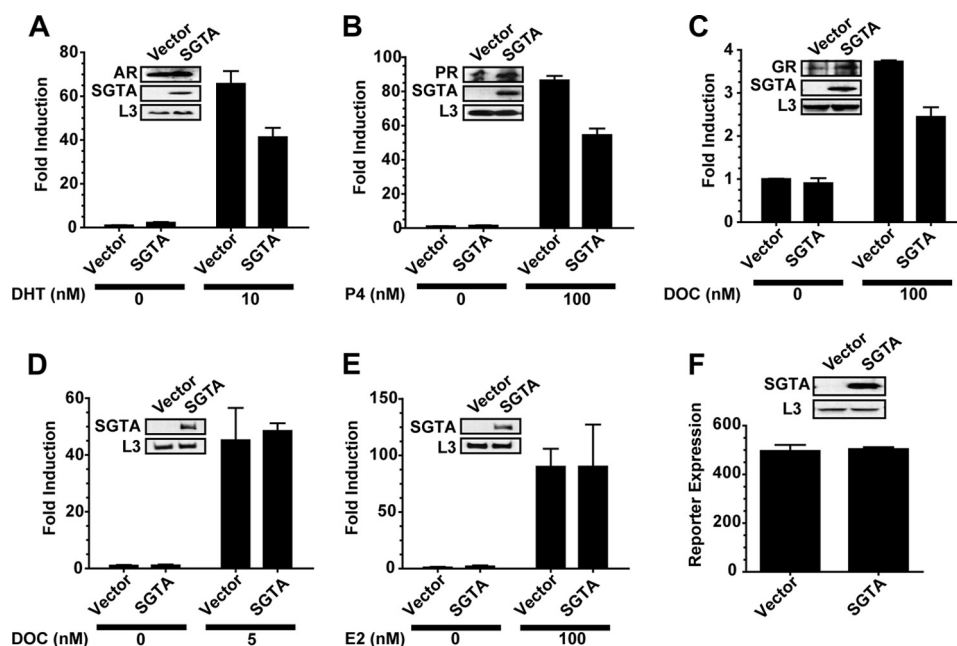 A
Vector
SGTA
AR
SGTA
L3
Fold Induction
80
60
40
20
0
Vector
SGTA
Vector
SGTA
DHT (nM)
0
10
B
Vector
SGTA
PR
SGTA
L3
Fold Induction
100
80
60
40
20
0
Vector
SGTA
Vector
SGTA
P4 (nM)
0
100
C
Vector
SGTA
GR
SGTA
L3
Fold Induction
4
3
2
1
0
Vector
SGTA
Vector
SGTA
DOC (nM)
0
100
D
Vector
SGTA
SGTA
L3
Fold Induction
60
40
20
0
Vector
SGTA
Vector
SGTA
DOC (nM)
0
5
E
Vector
SGTA
SGTA
L3
Fold Induction
150
125
100
50
0
Vector
SGTA
Vector
SGTA
E2 (nM)
0
100
F
Vector
SGTA
SGTA
L3
Reporter Expression
600
400
200
0
Vector
SGTA